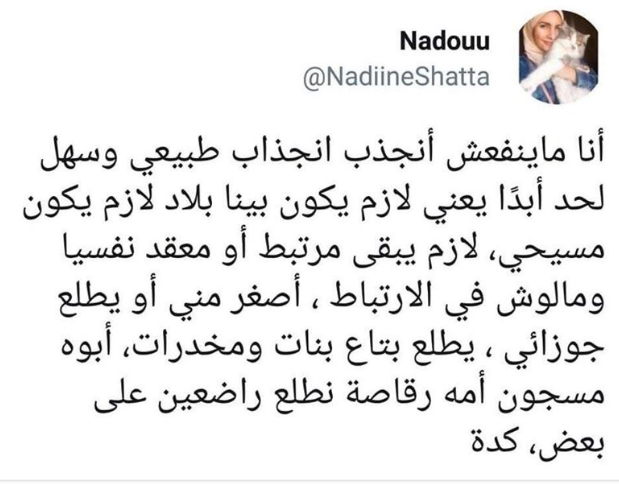 Nadouu
@NadiineShatta
أنا ماينفعش أنجذب انجذاب طبيعي وسهل
لحد أبدًا يعني لازم يكون بينا بلاد لازم يكون
مسيحي، لازم يبقى مرتبط أو معقد نفسيا
ومالوش في الارتباط ، أصغر مني أو يطلع
جوزائي ، يطلع بتاع بنات ومخدرات، أبوه
مسجون أمه رقاصة نطلع راضعين على
بعض، كدة